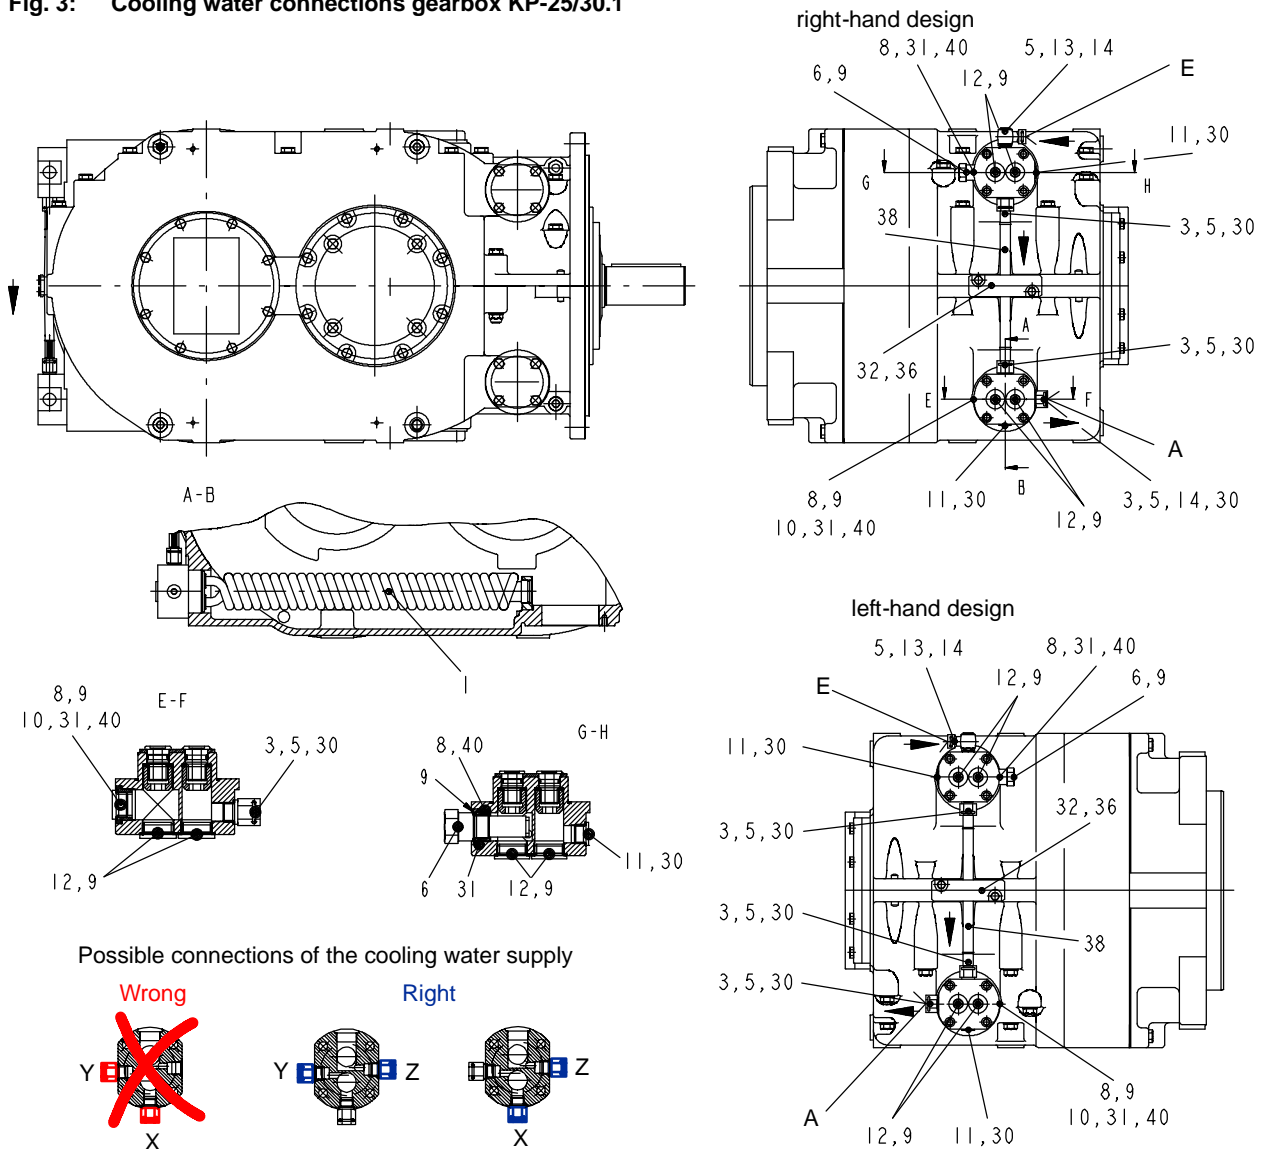 Fig. 3: Cooling water connections gearbox KP-25/30.1
right-hand design
8,31,40
5,13,14
6,9
12,9
E
11,30
G
H
38
3,5,30
A
32,36
3,5,30
E
F
A
B
8,9
10,31,40
11,30
12,9
3,5,14,30
A-B
1
left-hand design
5,13,14
8,31,40
E
12,9
6,9
11,30
32,36
3,5,30
3,5,30
38
3,5,30
A
12,9
11,30
8,9
10,31,40
8,9
10,31,40
E-F
3,5,30
12,9
G-H
8,40
9
6
31
12,9
11,30
Possible connections of the cooling water supply
Wrong
Right
Y
X
Y
Z
Z
X